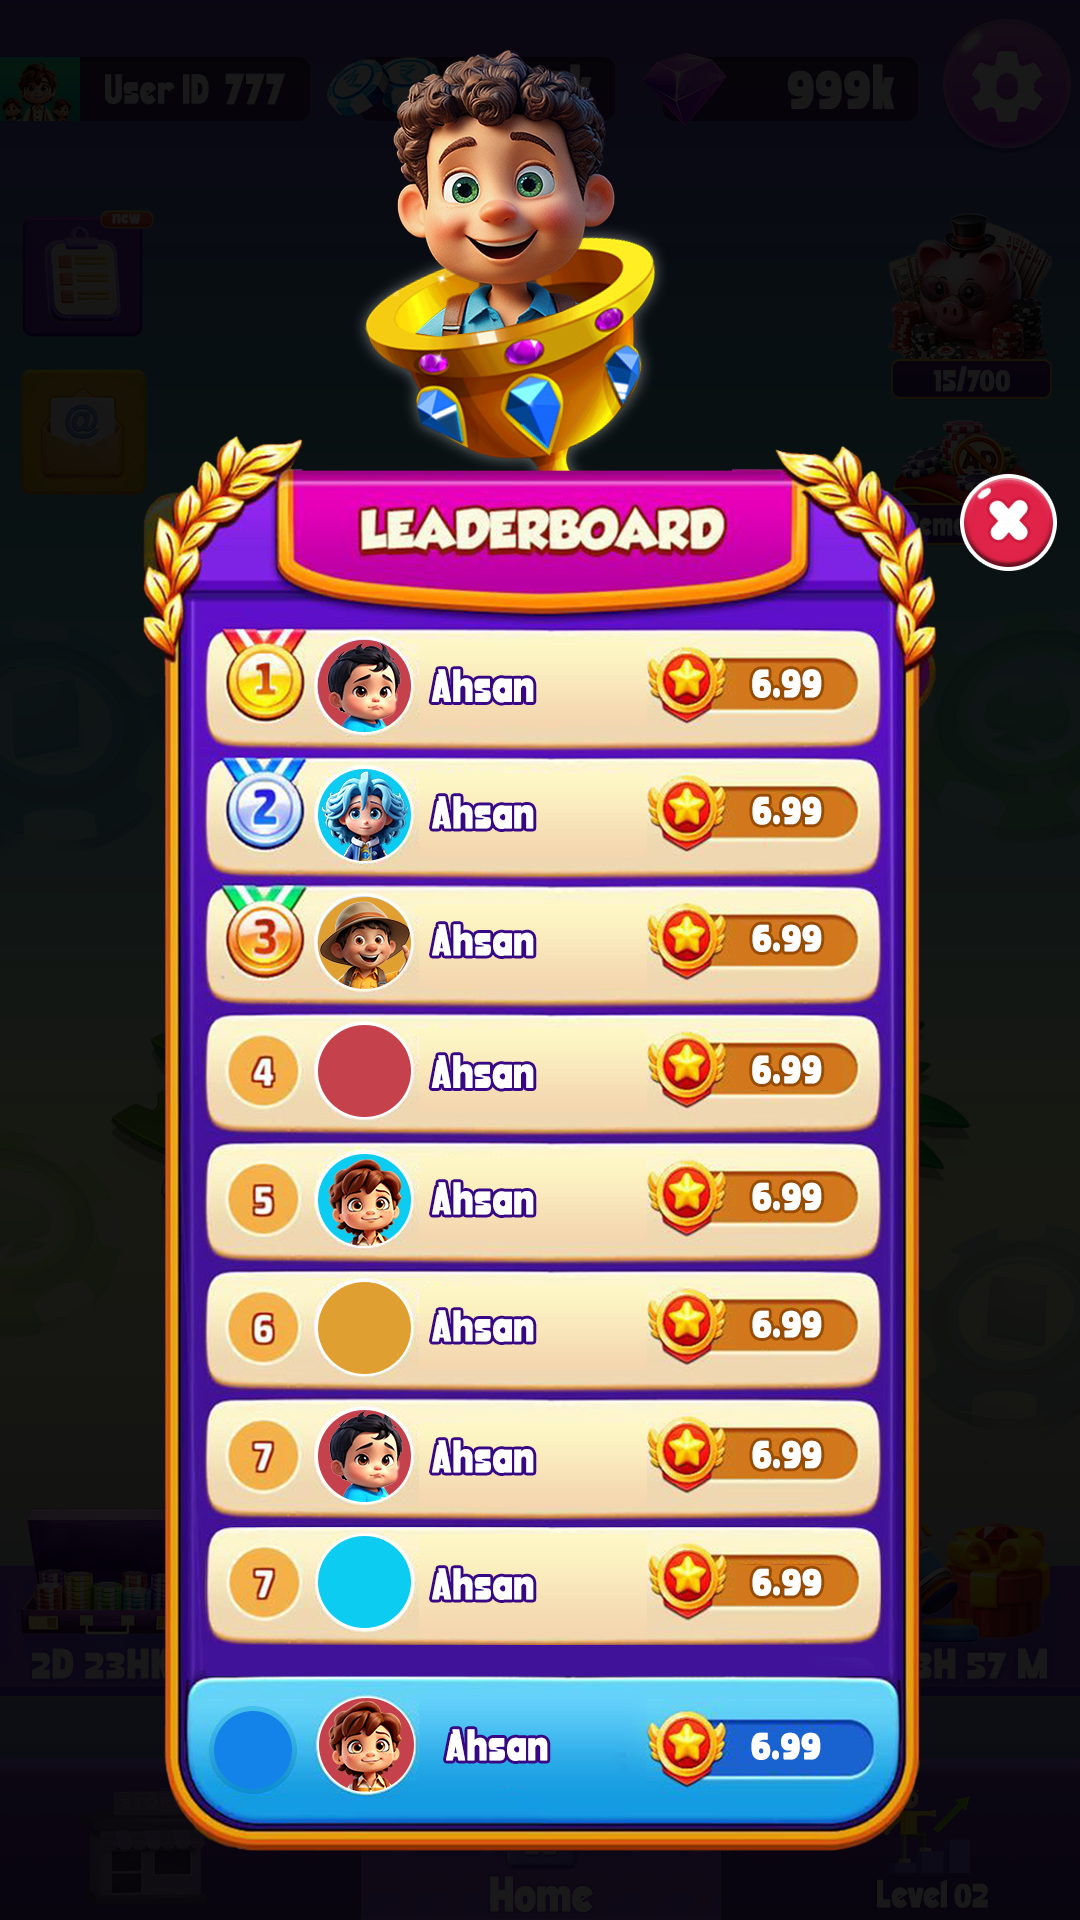 User ID 777
k
999k
new
@
15/700
AD
LEADERBOARD
1 Ahsan 6.99
2 Ahsan 6.99
3 Ahsan 6.99
4 Ahsan 6.99
5 Ahsan 6.99
6 Ahsan 6.99
7 Ahsan 6.99
7 Ahsan 6.99
2D 23H
3H 57 M
Ahsan 6.99
Home
Level 02